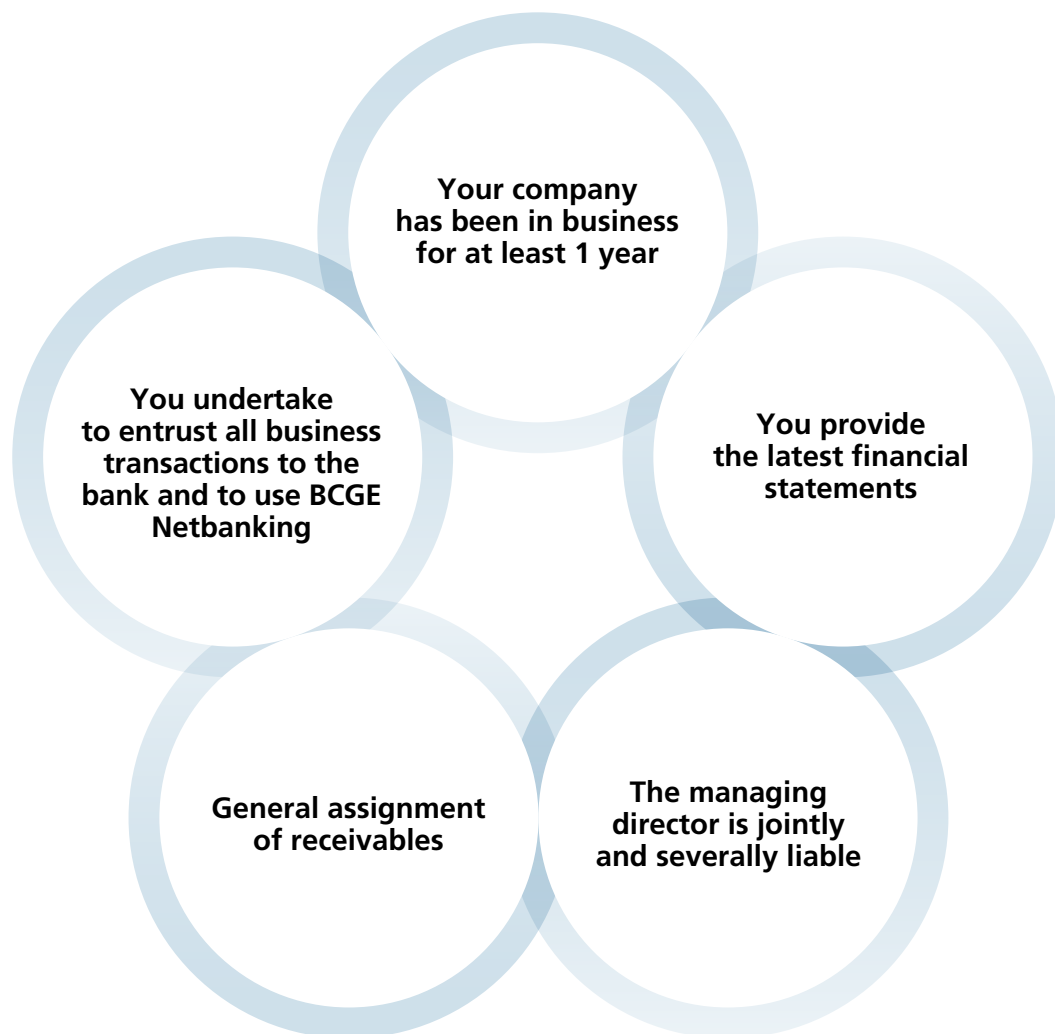 Your company
has been in business
for at least 1 year
You undertake
to entrust all business
transactions to the
bank and to use BCGE
Netbanking
You provide
the latest financial
statements
General assignment
of receivables
The managing
director is jointly
and severally liable